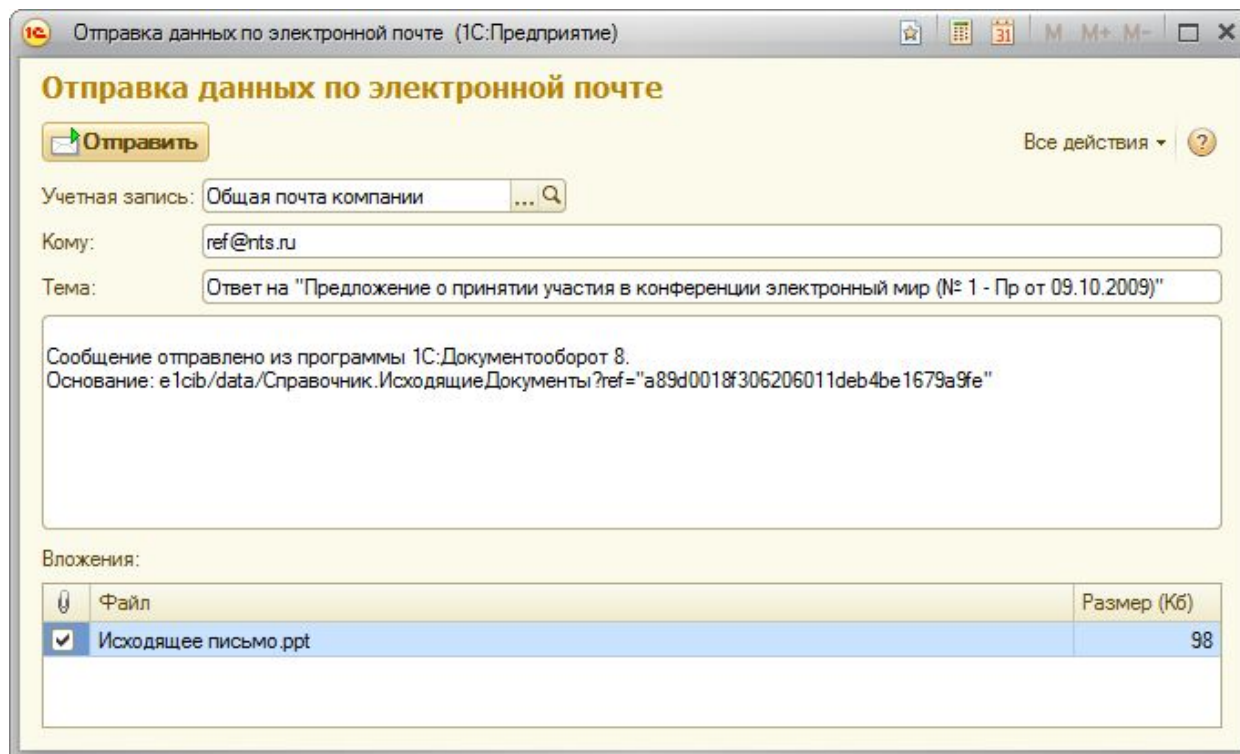 Отправка данных по электронной почте (1С:Предприятие)
31 M M+ M-
Отправка данных по электронной почте
Отправить
Все действия
?
Учетная запись: Общая почта компании ...
Кому: ref@nts.ru
Тема: Ответ на "Предложение о принятии участия в конференции электронный мир (№ 1 - Пр от 09.10.2009)"
Сообщение отправлено из программы 1С:Документооборот 8.
Основание: e1cib/data/Справочник.ИсходящиеДокументы?ref="a89d0018f306206011deb4be1679a9fe"
Вложения:
Файл Размер (Кб)
Исходящее письмо.ppt 98